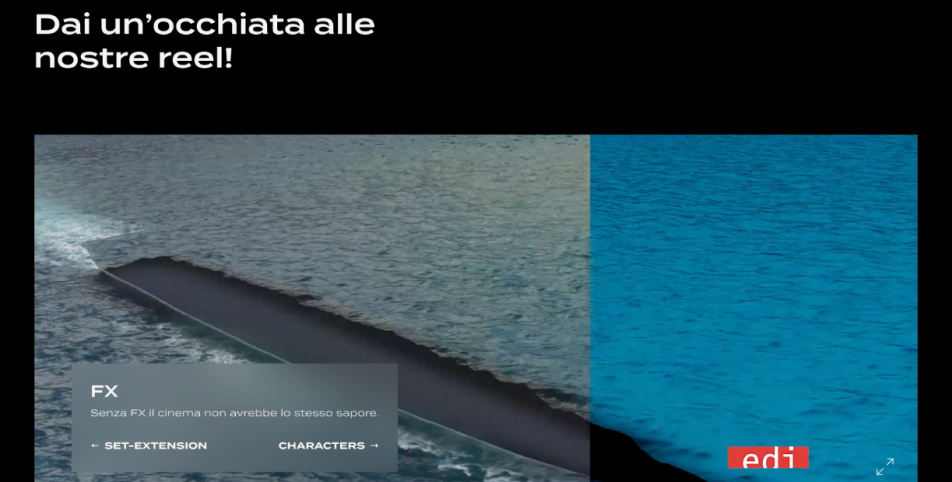 Dai un’occhiata alle
nostre reel!
FX
Senza FX il cinema non avrebbe lo stesso sapore.
← SET-EXTENSION
CHARACTERS →
edi